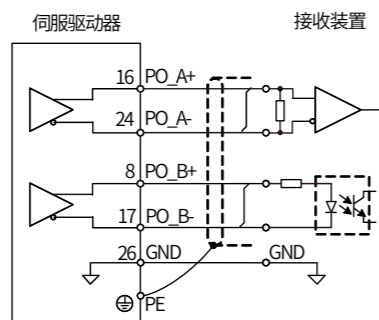 伺服驱动器
接收装置
16 PO_A+
24 PO_A-
8 PO_B+
17 PO_B-
26 GND GND
PE